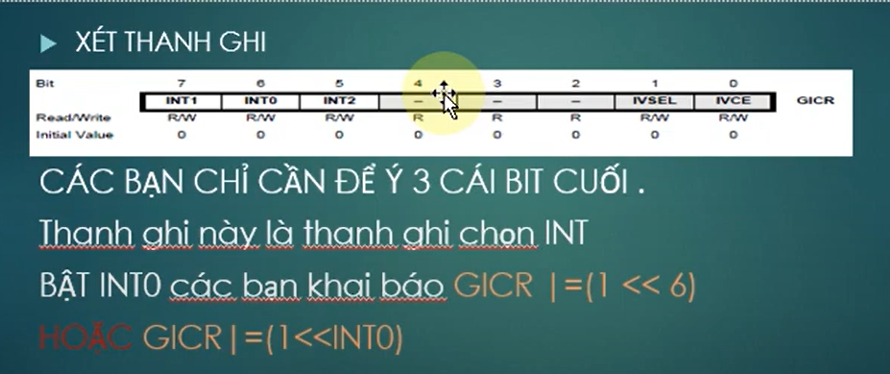 XÉT THANH GHI
Bit 7 6 5 4 3 2 1 0
INT1 INT0 INT2 – – – IVSEL IVCE GICR
Read/Write R/W R/W R/W R R R R/W R/W
Initial Value 0 0 0 0 0 0 0 0
CÁC BẠN CHỈ CẦN ĐỂ Ý 3 CÁI BIT CUỐI .
Thanh ghi này là thanh ghi chọn INT
BẬT INT0 các bạn khai báo GICR |=(1 << 6)
HOẶC GICR|=(1<<INT0)